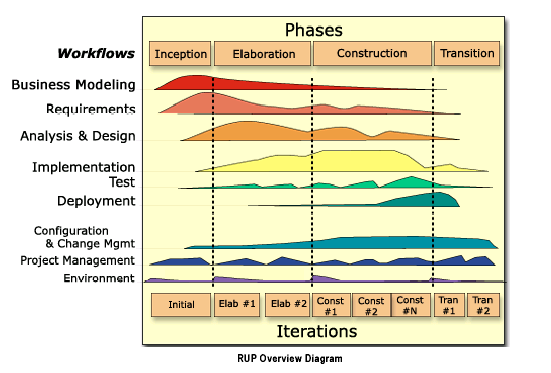 Phases
Workflows
Inception
Elaboration
Construction
Transition
Business Modeling
Requirements
Analysis & Design
Implementation
Test
Deployment
Configuration
& Change Mgmt
Project Management
Environment
Initial
Elab #1
Elab #2
Const
#1
Const
#2
Const
#N
Tran
#1
Tran
#2
Iterations
RUP Overview Diagram